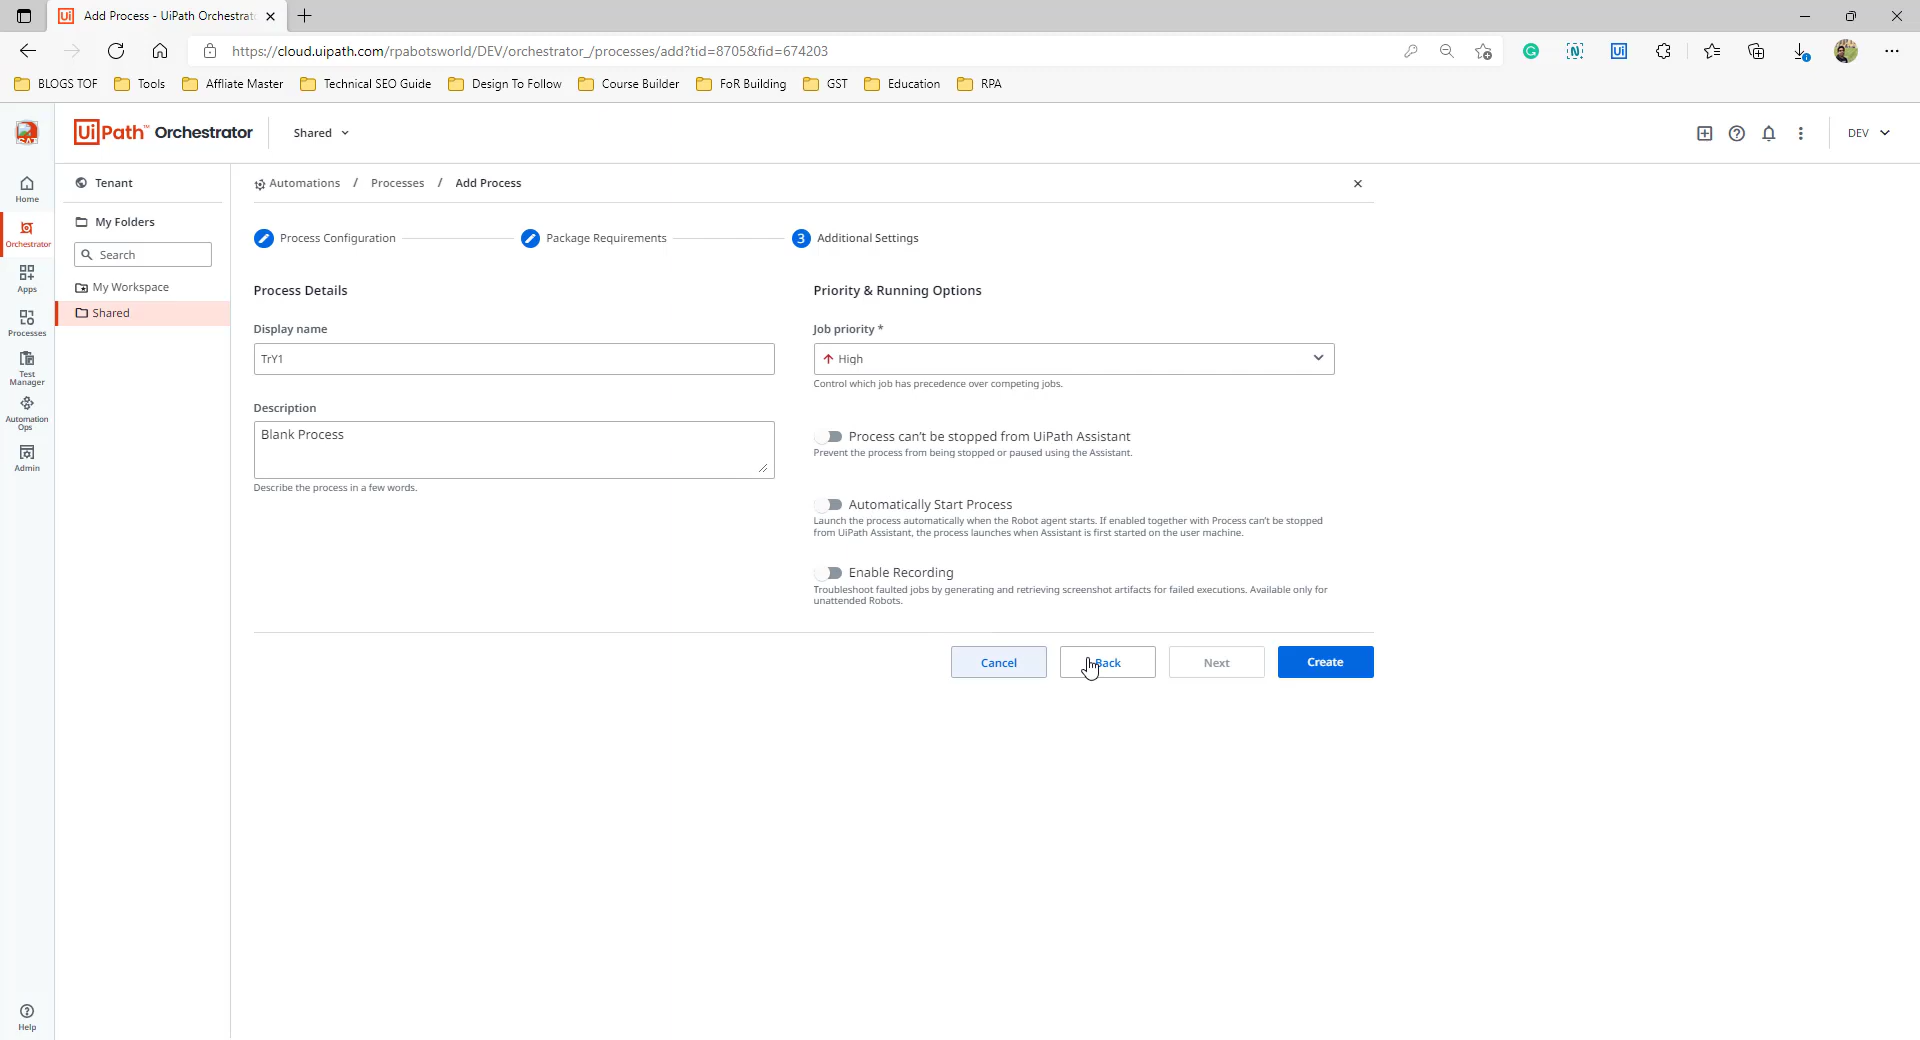 Add Process - UiPath Orchestrat
https://cloud.uipath.com/rpabotsworld/DEV/orchestrator_/processes/add?tid=8705&fid=674203
BLOGS TOF
Tools
Affliate Master
Technical SEO Guide
Design To Follow
Course Builder
FoR Building
GST
Education
RPA
UiPath™ Orchestrator
Shared
DEV
Home
Orchestrator
Apps
Processes
Test
Manager
Automation
Ops
Admin
Help
Tenant
My Folders
Search
My Workspace
Shared
Automations / Processes / Add Process
Process Configuration
Package Requirements
3 Additional Settings
Process Details
Display name
TrY1
Description
Blank Process
Describe the process in a few words.
Priority & Running Options
Job priority *
High
Control which job has precedence over competing jobs.
Process can't be stopped from UiPath Assistant
Prevent the process from being stopped or paused using the Assistant.
Automatically Start Process
Launch the process automatically when the Robot agent starts. If enabled together with Process can't be stopped
from UiPath Assistant, the process launches when Assistant is first started on the user machine.
Enable Recording
Troubleshoot faulted jobs by generating and retrieving screenshot artifacts for failed executions. Available only for
unattended Robots.
Cancel
Back
Next
Create